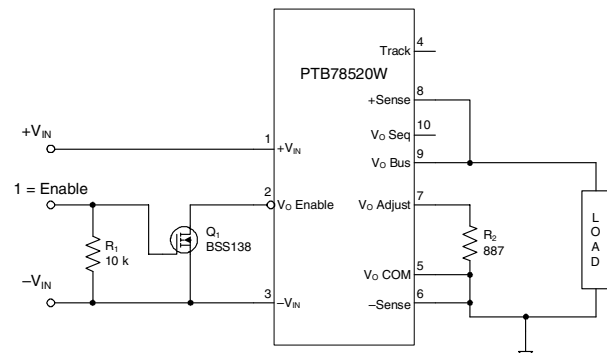 Track
4
PTB78520W
+Sense
8
+VIN
VO Seq
10
1
+VIN
VO Bus
9
1 = Enable
2
VO Enable
VO Adjust
7
Q1
BSS138
R1
10 k
R2
887
LOAD
VO COM
5
–VIN
3
–VIN
–Sense
6